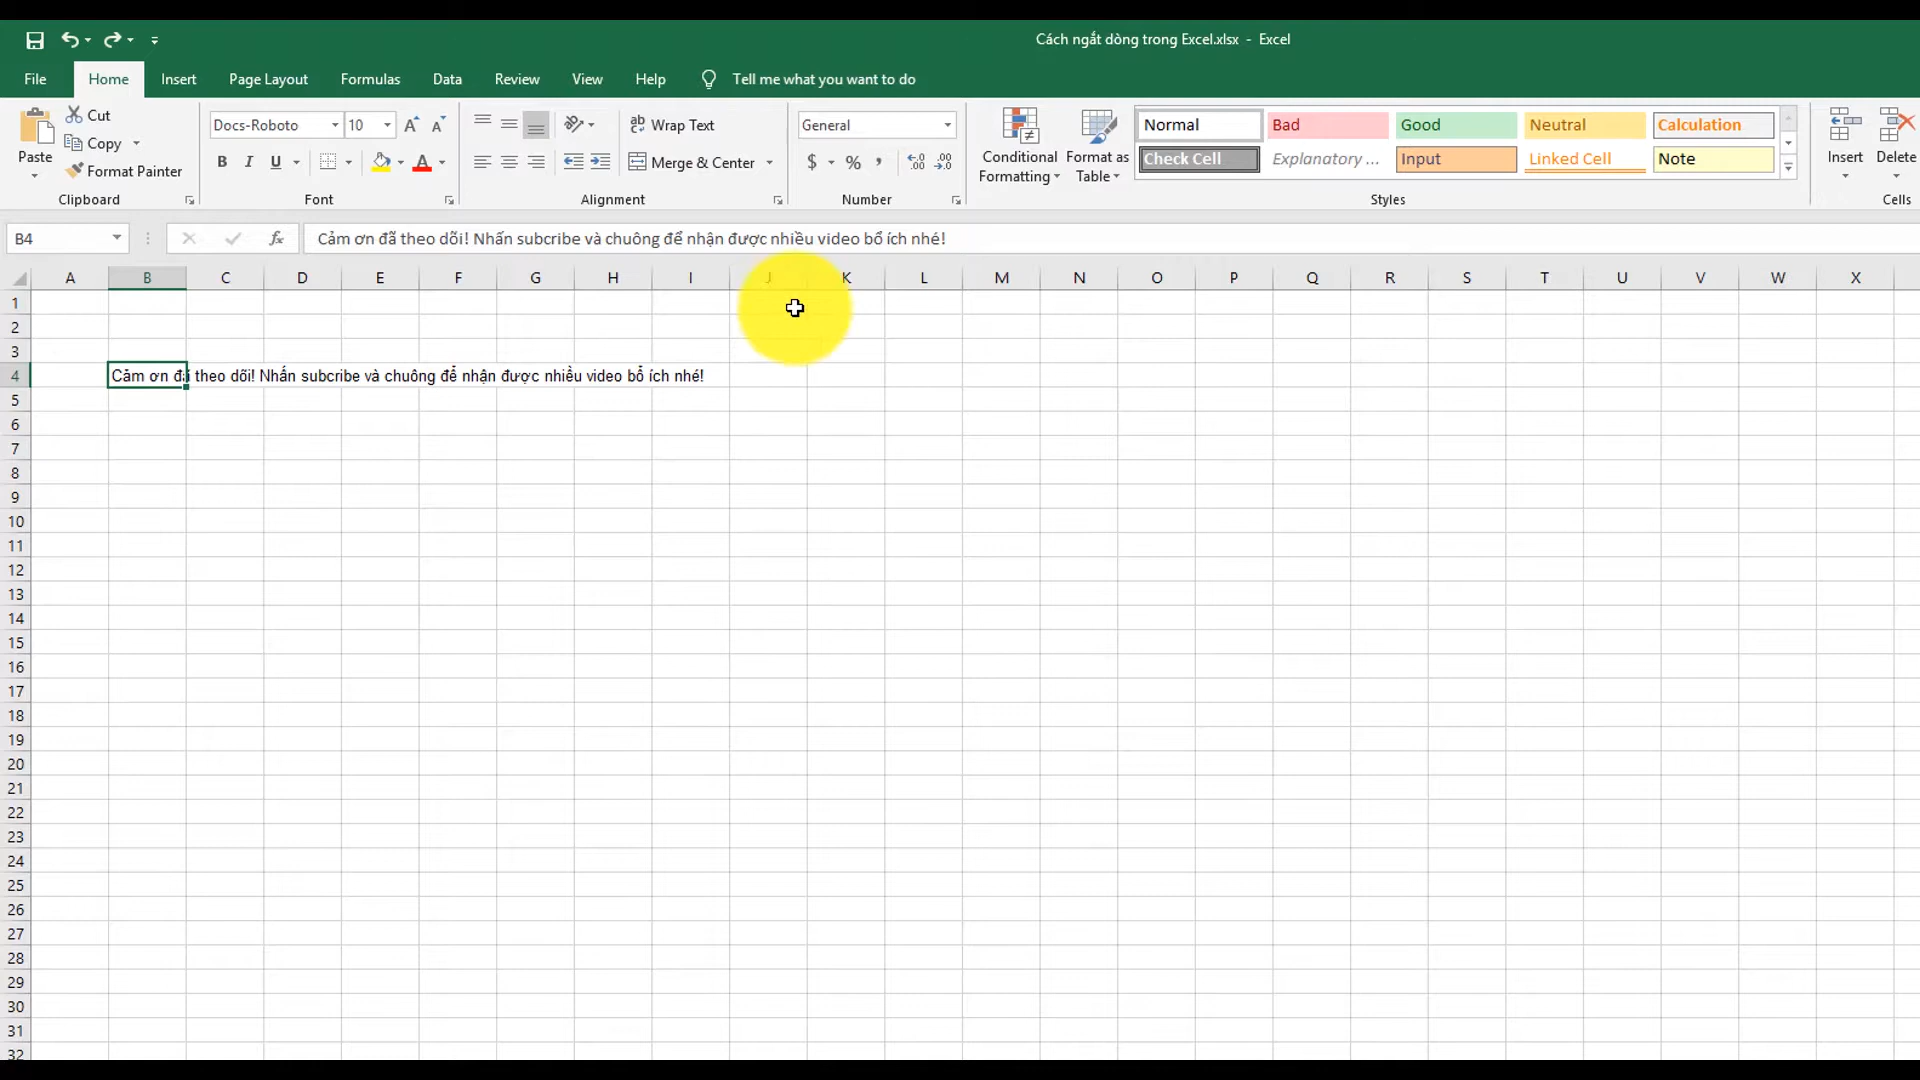 Cách ngắt dòng trong Excel.xlsx - Excel
File Home Insert Page Layout Formulas Data Review View Help Tell me what you want to do
Paste
Cut
Copy
Format Painter
Clipboard
Docs-Roboto 10
B I U
Font
Wrap Text
Merge & Center
Alignment
General
$ % ,
Number
Conditional Formatting
Format as Table
Normal Bad Good Neutral Calculation
Check Cell Explanatory ... Input Linked Cell Note
Styles
Insert Delete
Cells
B4 fx Cảm ơn đã theo dõi! Nhấn subcribe và chuông để nhận được nhiều video bổ ích nhé!
A B C D E F G H I J K L M N O P Q R S T U V W X
1
2
3
4 Cảm ơn đã theo dõi! Nhấn subcribe và chuông để nhận được nhiều video bổ ích nhé!
5
6
7
8
9
10
11
12
13
14
15
16
17
18
19
20
21
22
23
24
25
26
27
28
29
30
31
32